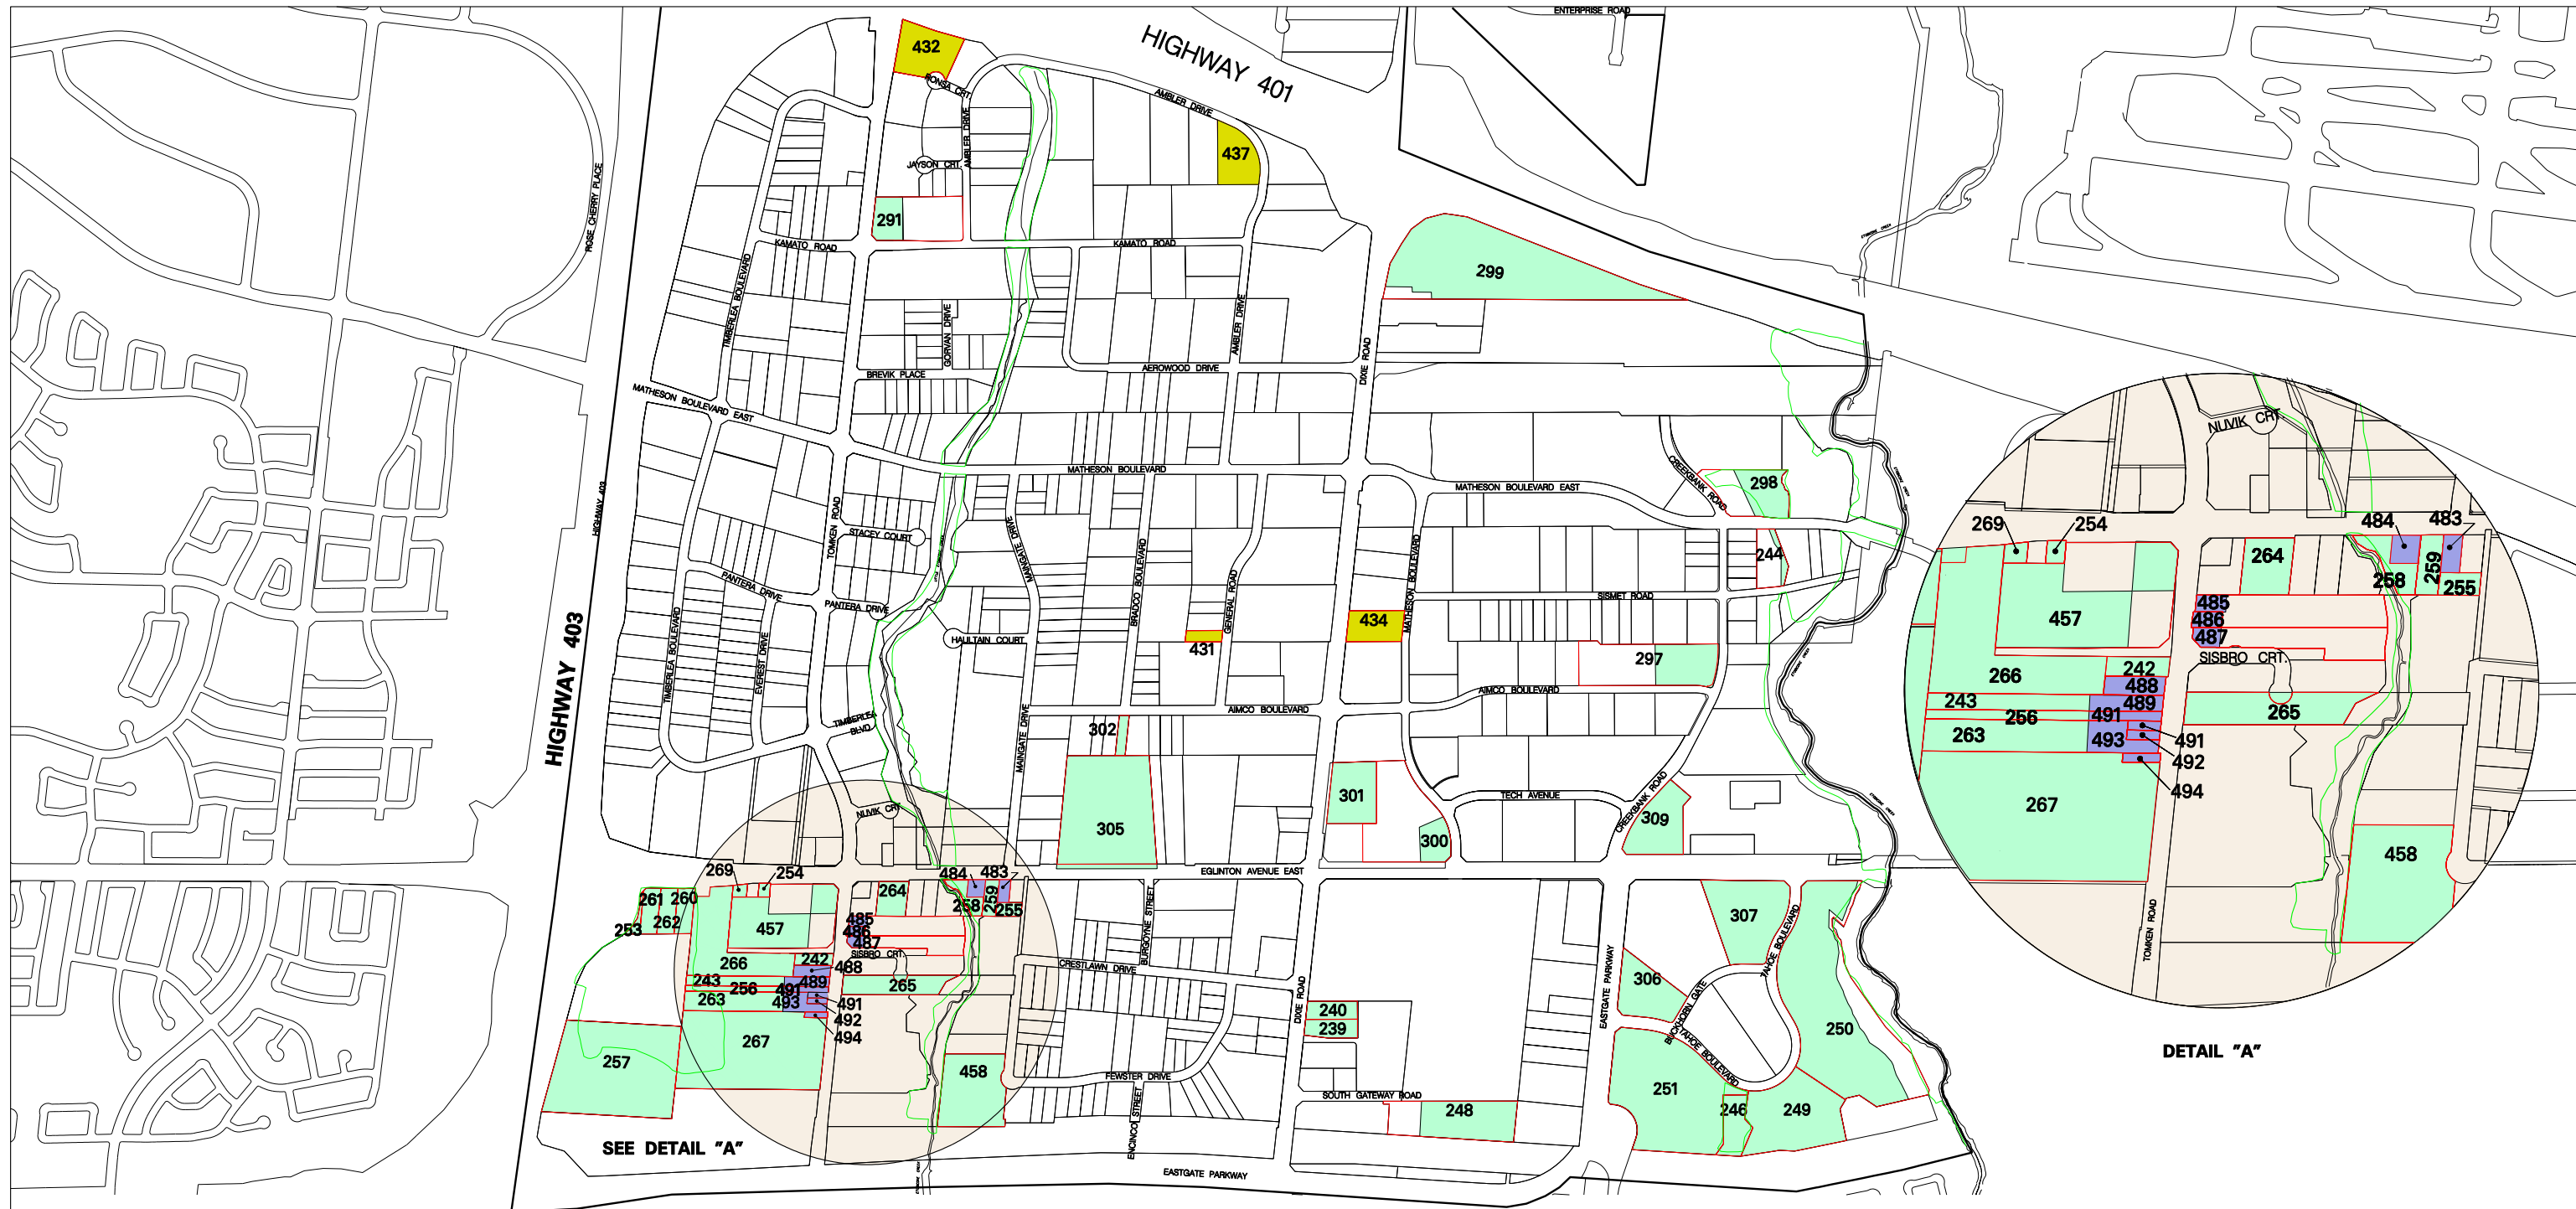 ENTERPRISE ROAD
HIGHWAY 401
432
RONSA CRT.
AMBLER DRIVE
AMBLER DRIVE
437
JAYSON CRT.
ROSE CHERRY PLACE
291
KAMATO ROAD
KAMATO ROAD
299
TIMBERLEA BOULEVARD
GORVAN DRIVE
AMBLER DRIVE
DIXIE ROAD
BREVIK PLACE
AEROWOOD DRIVE
MATHESON BOULEVARD EAST
MATHESON BOULEVARD
MATHESON BOULEVARD EAST
CREEKBANK ROAD
298
HIGHWAY 403
TOMKEN ROAD
STACEY COURT
MAINGATE DRIVE
244
PANTERA DRIVE
PANTERA DRIVE
BRADCO BOULEVARD
GENERAL ROAD
MATHESON BOULEVARD
SISMET ROAD
434
HAULTAIN COURT
431
297
TIMBERLEA BOULEVARD
EVEREST DRIVE
HIGHWAY 403
AIMCO BOULEVARD
AIMCO BOULEVARD
TIMBERLEA
BLVD.
MAINGATE DRIVE
302
301
TECH AVENUE
CREEKBANK ROAD
309
305
300
NUVIK CRT.
EGLINTON AVENUE EAST
269
254
484
483
264
261
260
262
253
258
259
255
457
485
486
487
SISBRO CRT.
266
242
488
243
256
489
491
263
493
491
492
494
265
267
257
458
BURGOYNE STREET
CRESTLAWN DRIVE
FEWSTER DRIVE
ENCINO STREET
DIXIE ROAD
240
239
SOUTH GATEWAY ROAD
248
EASTGATE PARKWAY
307
306
TAHOE BOULEVARD
BUCKHORN GATE
TAHOE BOULEVARD
250
251
246
249
SEE DETAIL "A"
EASTGATE PARKWAY
NUVIK CRT.
269
254
484
483
264
258
259
255
457
485
486
487
SISBRO CRT.
266
242
488
243
489
256
491
263
493
491
492
494
265
267
458
TOMKEN ROAD
DETAIL "A"